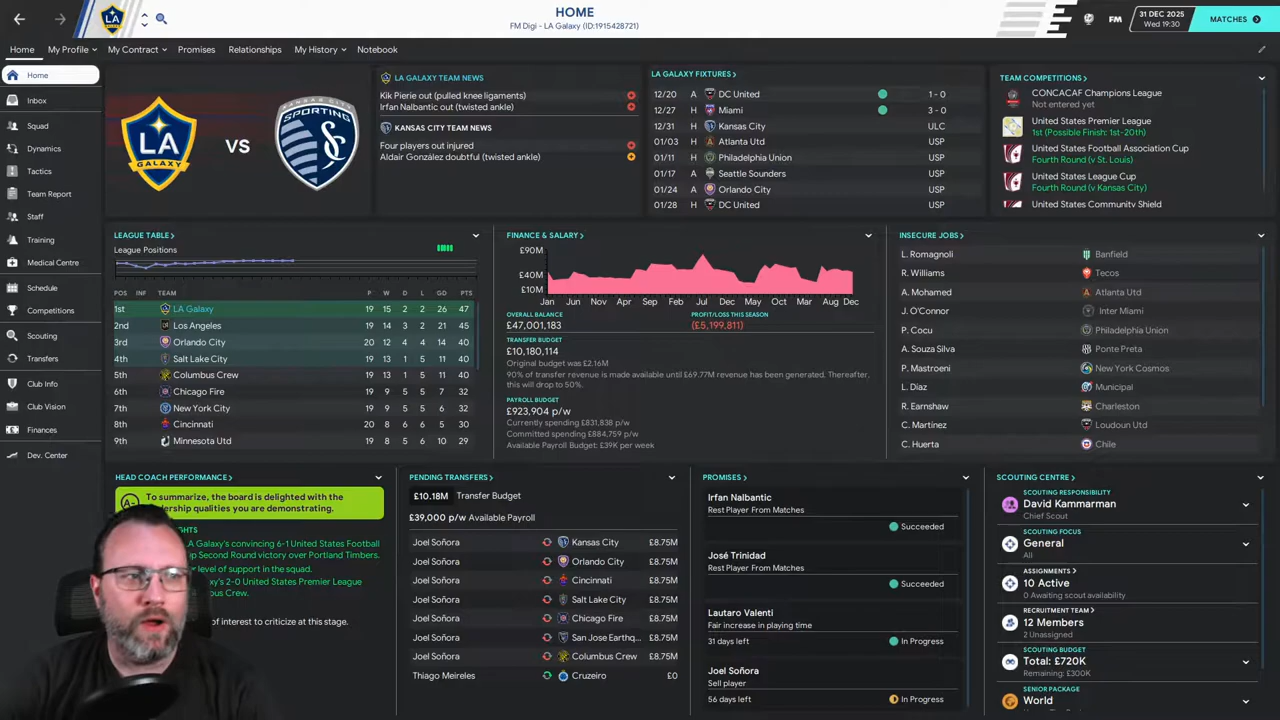 HOME
FM Digi - LA Galaxy (ID:1915428721)
FM
31 DEC 2025
Wed 19:30
MATCHES
Home
My Profile
My Contract
Promises
Relationships
My History
Notebook
Home
Inbox
Squad
Dynamics
Tactics
Team Report
Staff
Training
Medical Centre
Schedule
Competitions
Scouting
Transfers
Club Info
Club Vision
Finances
Dev. Center
LA
GALAXY
VS
KANSAS CITY
SPORTING
LA GALAXY TEAM NEWS
Kik Pierie out (pulled knee ligaments)
Irfan Nalbantic out (twisted ankle)
KANSAS CITY TEAM NEWS
Four players out injured
Aldair González doubtful (twisted ankle)
LA GALAXY FIXTURES
12/20 A DC United 1 - 0
12/27 H Miami 3 - 0
12/31 H Kansas City ULC
01/03 H Atlanta Utd USP
01/11 H Philadelphia Union USP
01/17 A Seattle Sounders USP
01/24 A Orlando City USP
01/28 H DC United USP
TEAM COMPETITIONS
CONCACAF Champions League
Not entered yet
United States Premier League
1st (Possible Finish: 1st-20th)
United States Football Association Cup
Fourth Round (v St. Louis)
United States League Cup
Fourth Round (v Kansas City)
United States Community Shield
LEAGUE TABLE
League Positions
POS INF TEAM P W D L GD PTS
1st LA Galaxy 19 15 2 2 26 47
2nd Los Angeles 19 14 3 2 21 45
3rd Orlando City 20 12 4 4 14 40
4th Salt Lake City 19 13 1 5 11 40
5th Columbus Crew 19 13 1 5 11 40
6th Chicago Fire 19 9 5 5 7 32
7th New York City 19 9 5 5 6 32
8th Cincinnati 20 8 6 6 5 30
9th Minnesota Utd 19 8 5 6 10 29
FINANCE & SALARY
£90M
£40M
£10M
Jan Jun Nov Apr Sep Feb Jul Dec May Oct Mar Aug Dec
OVERALL BALANCE
£47,001,183
PROFIT/LOSS THIS SEASON
(£5,199,811)
TRANSFER BUDGET
£10,180,114
Original budget was £2.16M
90% of transfer revenue is made available until £69.77M revenue has been generated. Thereafter,
this will drop to 50%.
PAYROLL BUDGET
£923,904 p/w
Currently spending £831,838 p/w
Committed spending £884,759 p/w
Available Payroll Budget: £39K per week
INSECURE JOBS
L. Romagnoli Banfield
R. Williams Tecos
A. Mohamed Atlanta Utd
J. O'Connor Inter Miami
P. Cocu Philadelphia Union
A. Souza Silva Ponte Preta
P. Mastroeni New York Cosmos
L. Díaz Municipal
R. Earnshaw Charleston
C. Martínez Loudoun Utd
C. Huerta Chile
HEAD COACH PERFORMANCE
A-
To summarize, the board is delighted with the
qualities you are demonstrating.
Galaxy's convincing 6-1 United States Football
Second Round victory over Portland Timbers.
level of support in the squad.
2-0 United States Premier League
Crew.
of interest to criticize at this stage.
PENDING TRANSFERS
£10.18M Transfer Budget
£39,000 p/w Available Payroll
Joel Soñora Kansas City £8.75M
Joel Soñora Orlando City £8.75M
Joel Soñora Cincinnati £8.75M
Joel Soñora Salt Lake City £8.75M
Joel Soñora Chicago Fire £8.75M
Joel Soñora San Jose Earthq... £8.75M
Joel Soñora Columbus Crew £8.75M
Thiago Meireles Cruzeiro £0
PROMISES
Irfan Nalbantic
Rest Player From Matches
Succeeded
José Trinidad
Rest Player From Matches
Succeeded
Lautaro Valenti
Fair increase in playing time
31 days left In Progress
Joel Soñora
Sell player
56 days left In Progress
SCOUTING CENTRE
SCOUTING RESPONSIBILITY
David Kammarman
Chief Scout
SCOUTING FOCUS
General
All
ASSIGNMENTS
10 Active
0 Awaiting scout availability
RECRUITMENT TEAM
12 Members
2 Unassigned
SCOUTING BUDGET
Total: £720K
Remaining: £300K
SENIOR PACKAGE
World